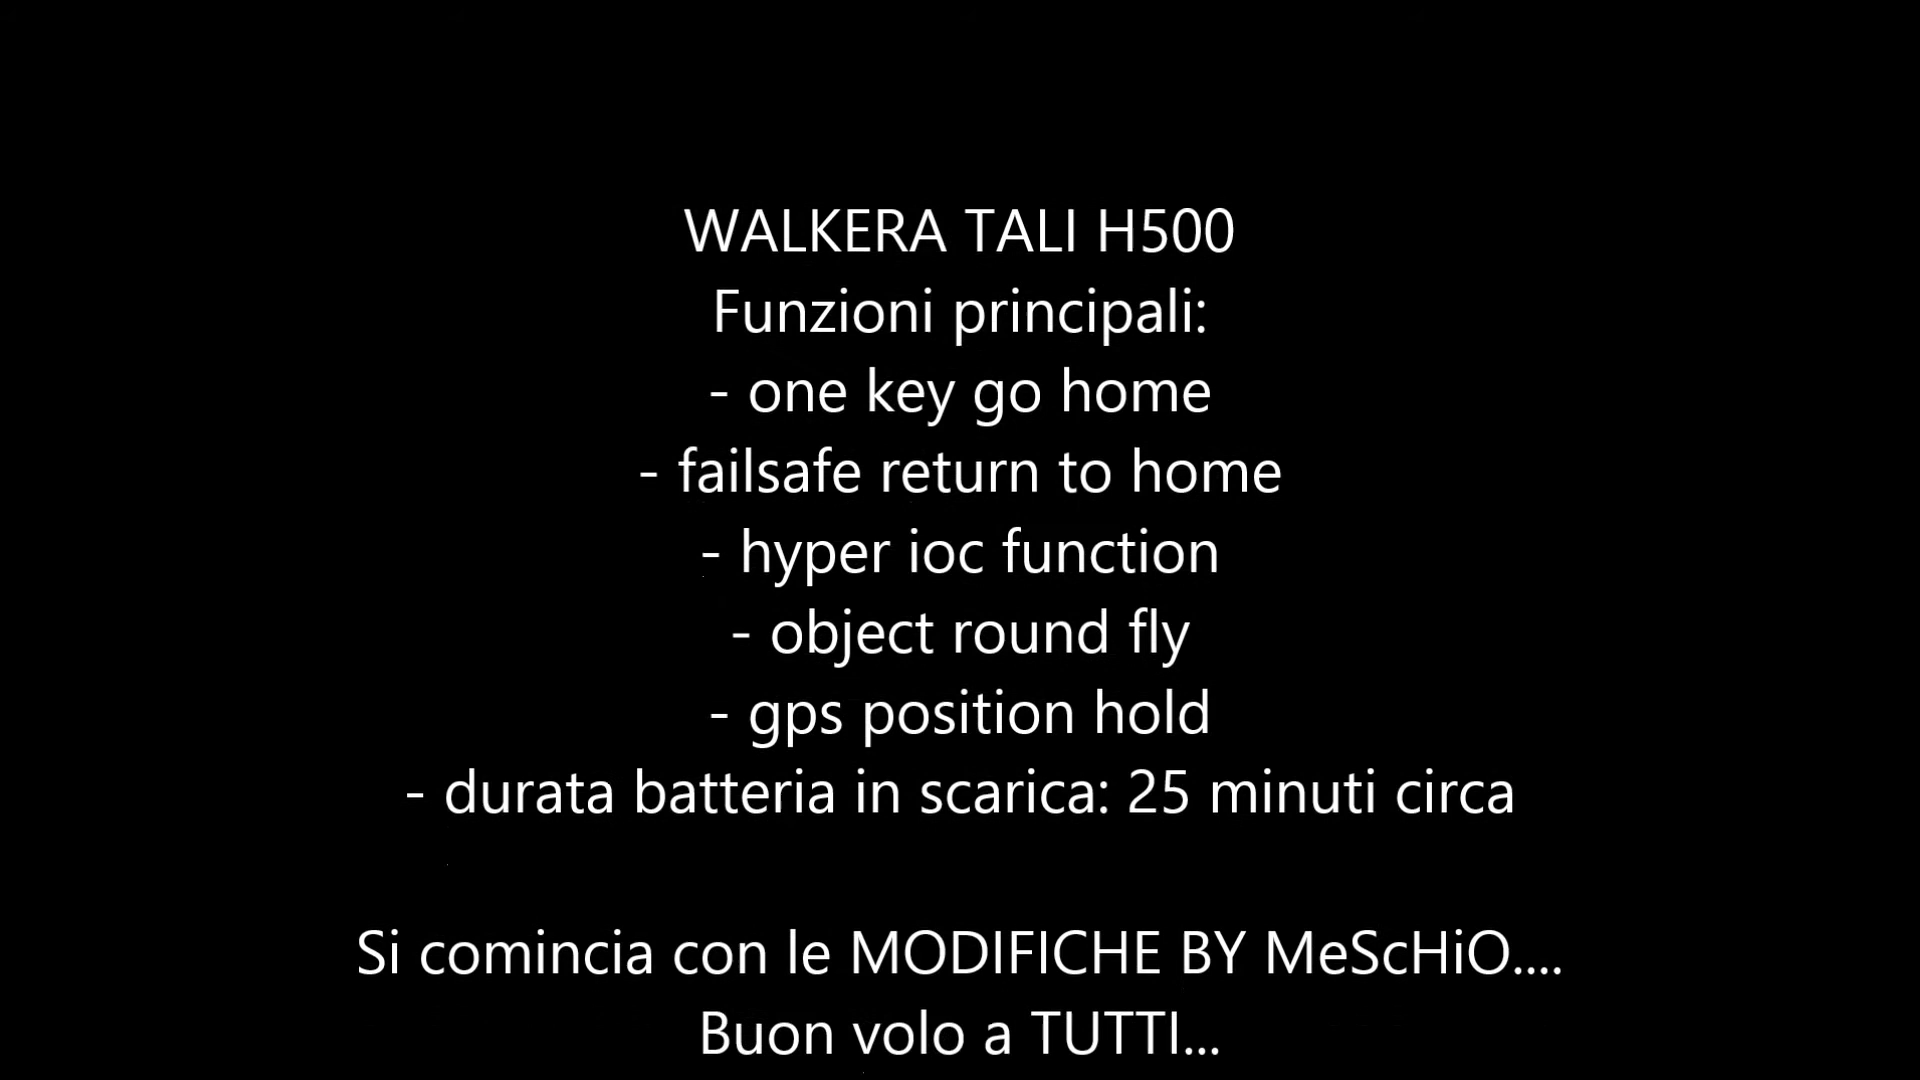 WALKERA TALI H500
Funzioni principali:
- one key go home
- failsafe return to home
- hyper ioc function
- object round fly
- gps position hold
- durata batteria in scarica: 25 minuti circa
Si comincia con le MODIFICHE BY MeScHiO....
Buon volo a TUTTI...